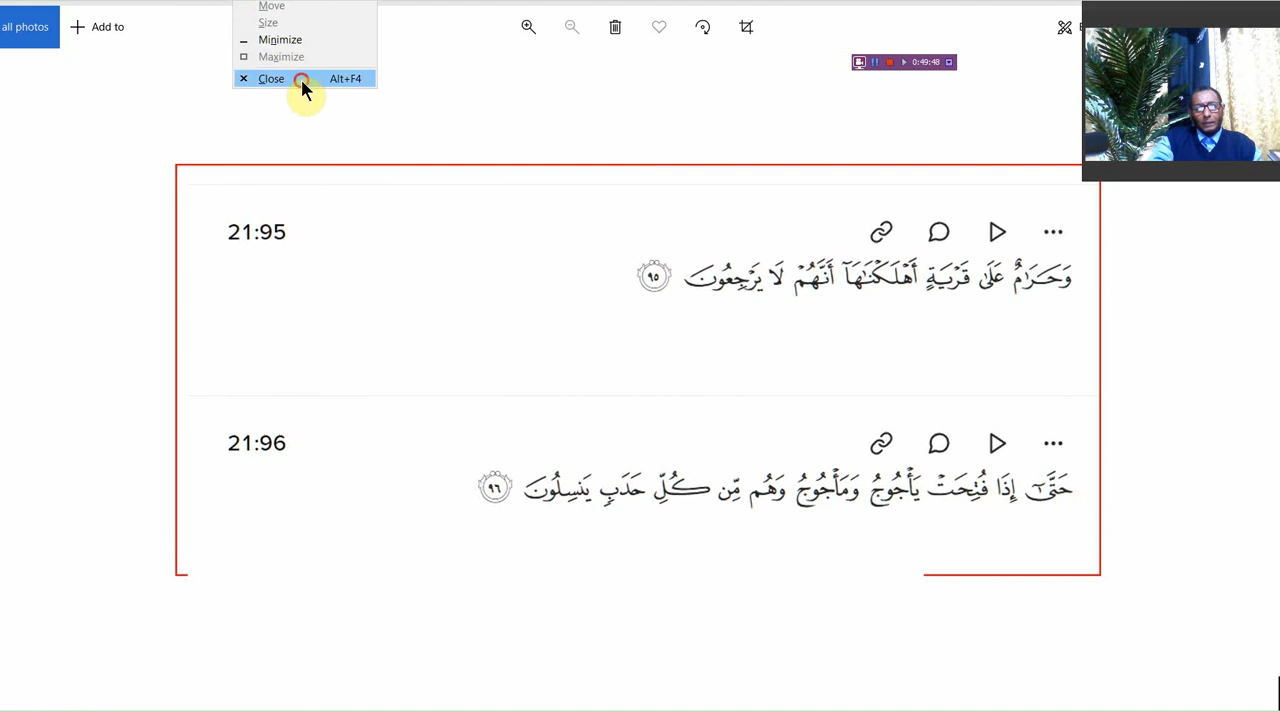 Move
all photos
Add to
Size
Minimize
Maximize
Close Alt+F4
0:49:48
21:95
وَحَرَٰمٌ عَلَىٰ قَرْيَةٍ أَهْلَكْنَـٰهَآ أَنَّهُمْ لَا يَرْجِعُونَ ٩٥
21:96
حَتَّىٰٓ إِذَا فُتِحَتْ يَأْجُوجُ وَمَأْجُوجُ وَهُم مِّن كُلِّ حَدَبٍ يَنسِلُونَ ٩٦